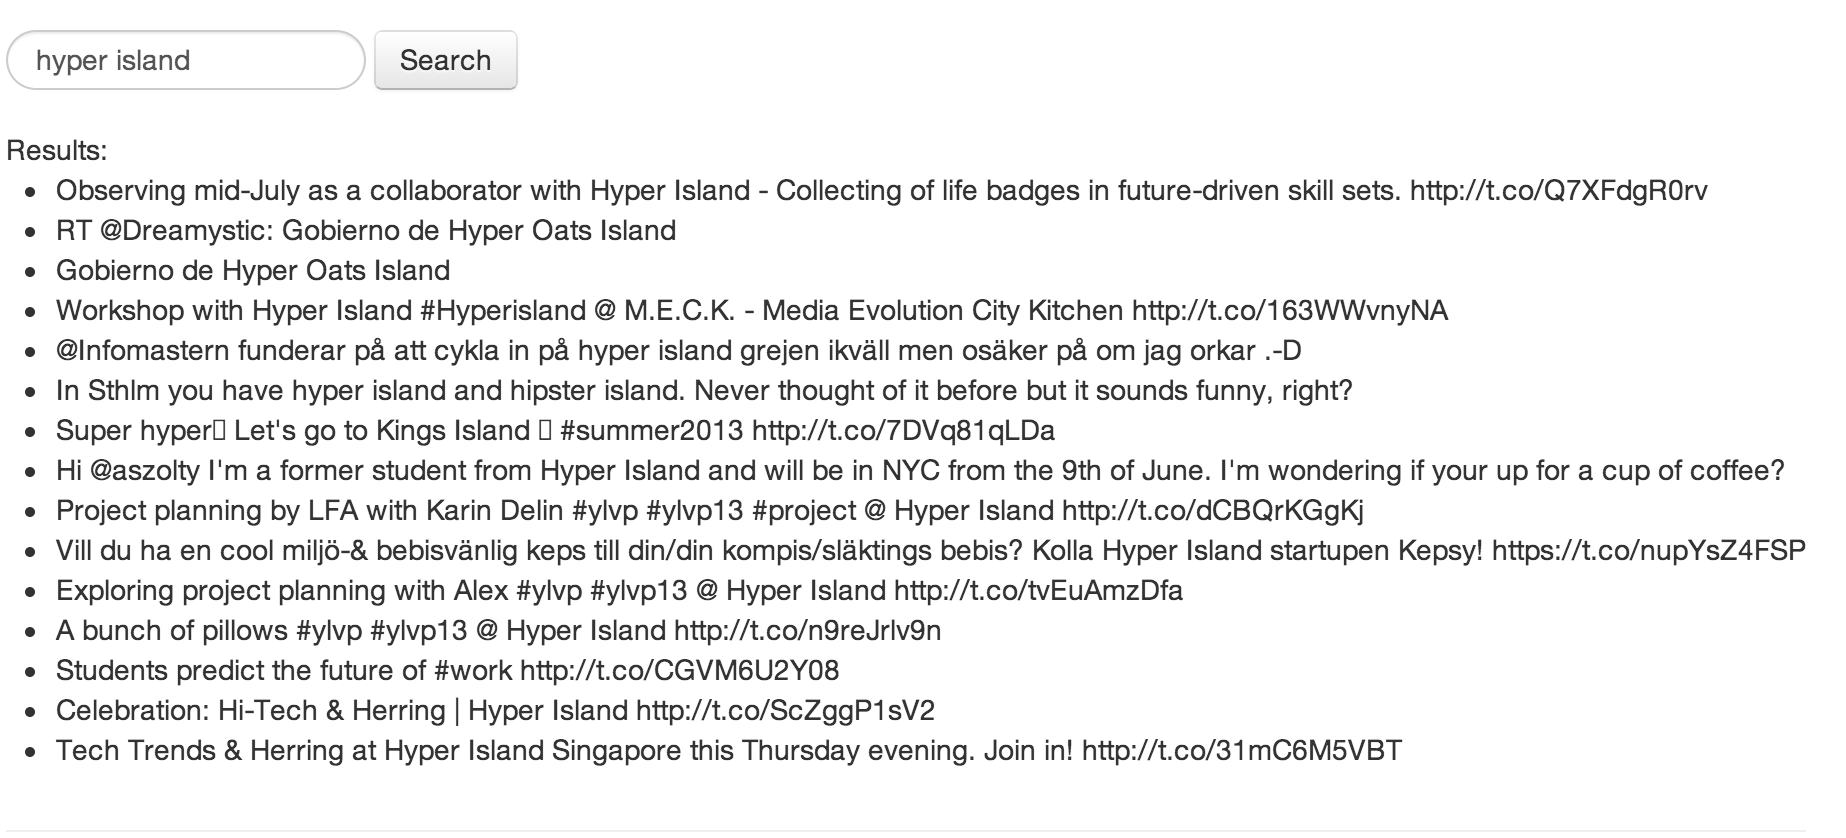 hyper island Search
Results:
Observing mid-July as a collaborator with Hyper Island - Collecting of life badges in future-driven skill sets. http://t.co/Q7XFdgR0rv
RT @Dreamystic: Gobierno de Hyper Oats Island
Gobierno de Hyper Oats Island
Workshop with Hyper Island #Hyperisland @ M.E.C.K. - Media Evolution City Kitchen http://t.co/163WWvnyNA
@Infomastern funderar på att cykla in på hyper island grejen ikväll men osäker på om jag orkar .-D
In Sthlm you have hyper island and hipster island. Never thought of it before but it sounds funny, right?
Super hyper Let's go to Kings Island #summer2013 http://t.co/7DVq81qLDa
Hi @aszolty I'm a former student from Hyper Island and will be in NYC from the 9th of June. I'm wondering if your up for a cup of coffee?
Project planning by LFA with Karin Delin #ylvp #ylvp13 #project @ Hyper Island http://t.co/dCBQrKGgKj
Vill du ha en cool miljö-& bebisvänlig keps till din/din kompis/släktings bebis? Kolla Hyper Island startupen Kepsy! https://t.co/nupYsZ4FSP
Exploring project planning with Alex #ylvp #ylvp13 @ Hyper Island http://t.co/tvEuAmzDfa
A bunch of pillows #ylvp #ylvp13 @ Hyper Island http://t.co/n9reJrlv9n
Students predict the future of #work http://t.co/CGVM6U2Y08
Celebration: Hi-Tech & Herring | Hyper Island http://t.co/ScZggP1sV2
Tech Trends & Herring at Hyper Island Singapore this Thursday evening. Join in! http://t.co/31mC6M5VBT